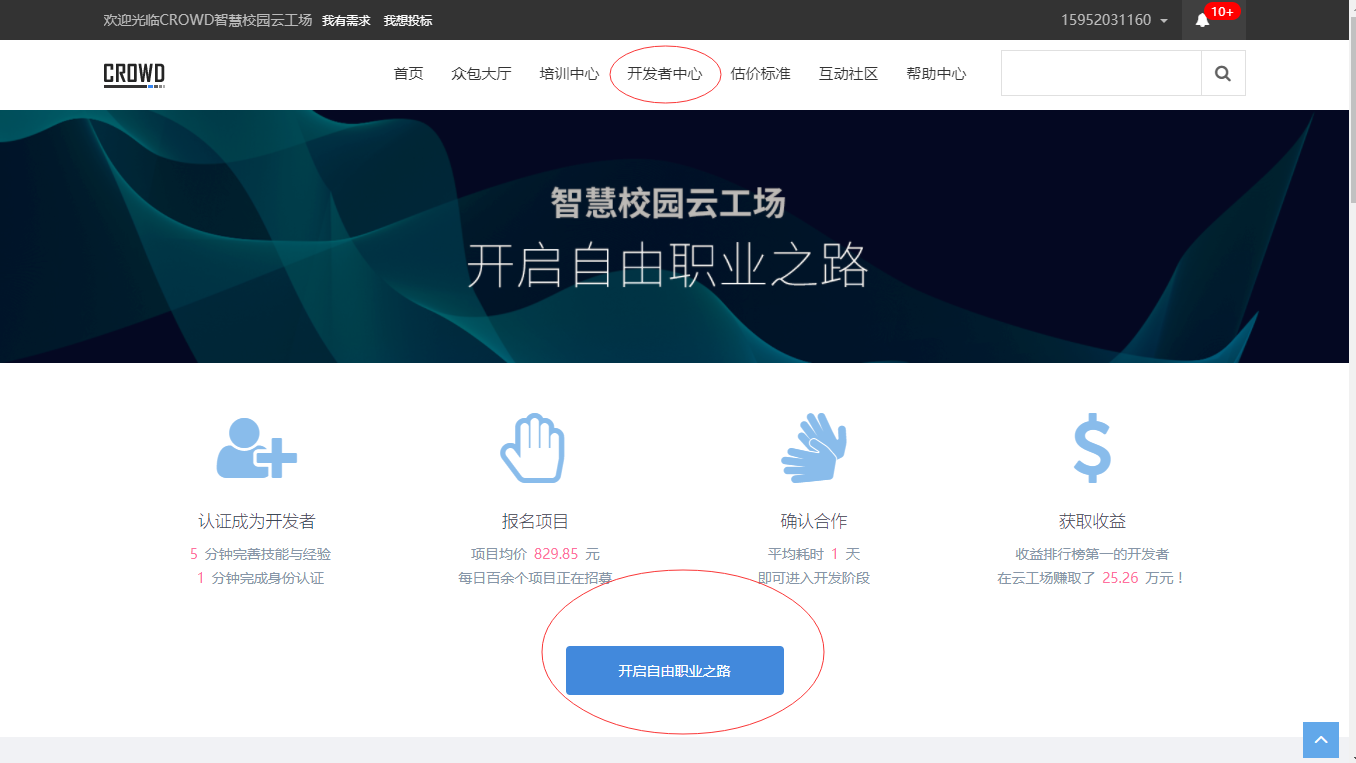 欢迎光临CROWD智慧校园云工场 我有需求 我想投标 15952031160 10+
CROWD 首页 众包大厅 培训中心 开发者中心 估价标准 互动社区 帮助中心
智慧校园云工场
开启自由职业之路
认证成为开发者 报名项目 确认合作 获取收益
5 分钟完善技能与经验 项目均价 829.85 元 平均耗时 1 天 收益排行榜第一的开发者
1 分钟完成身份认证 每日百余个项目正在招募 即可进入开发阶段 在云工场赚取了 25.26 万元！
开启自由职业之路